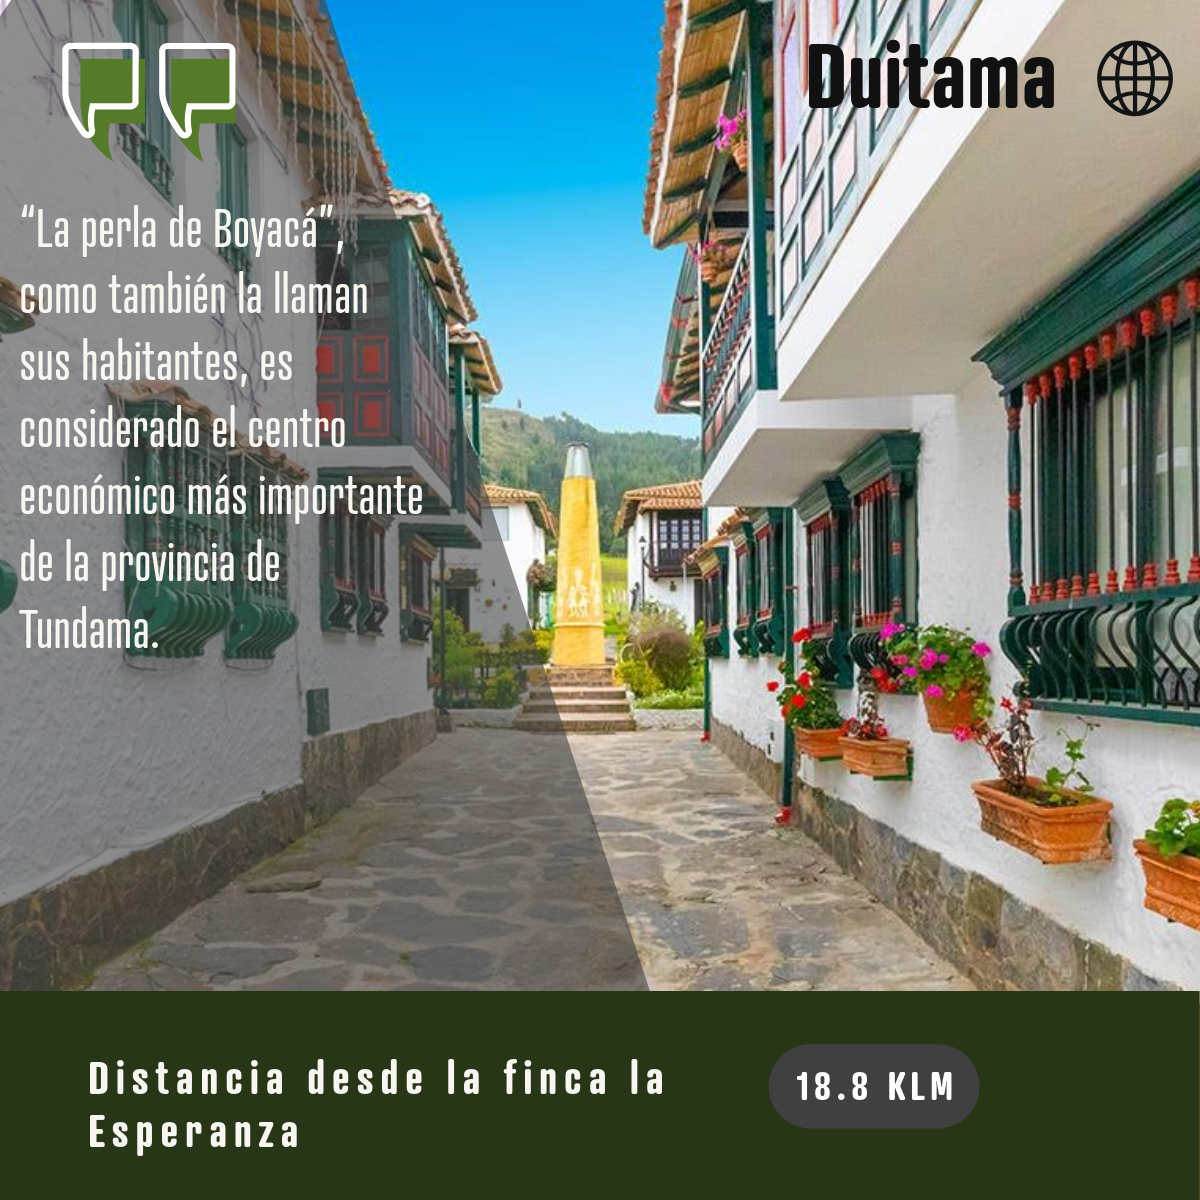 Duitama
“La perla de Boyacá”,
como también la llaman
sus habitantes, es
considerado el centro
económico más importante
de la provincia de
Tundama.
Distancia desde la finca la
Esperanza
18.8 KLM